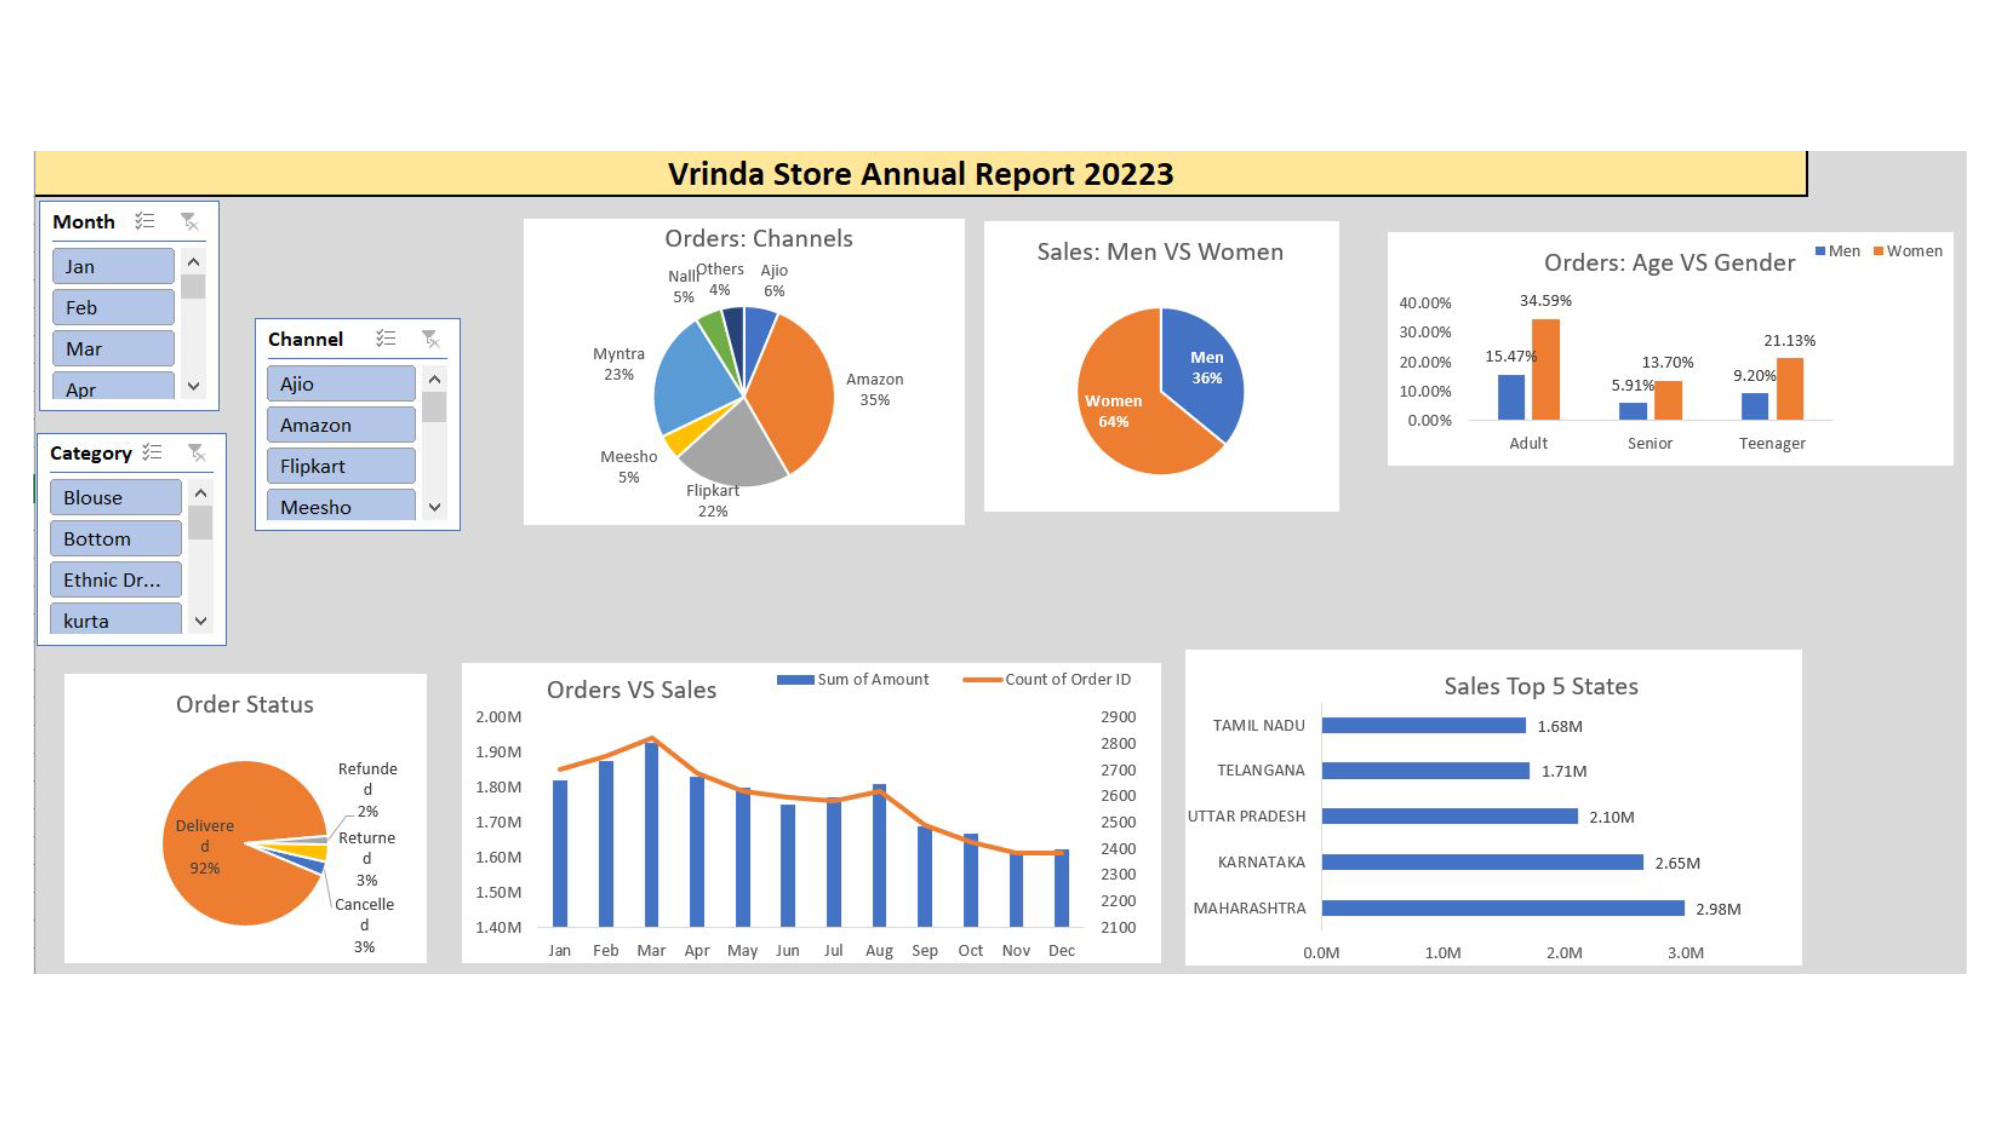 Vrinda Store Annual Report 20223
Month
Jan
Feb
Mar
Apr
Channel
Ajio
Amazon
Flipkart
Meesho
Category
Blouse
Bottom
Ethnic Dr...
kurta
Orders: Channels
Nalli
5%
Others
4%
Ajio
6%
Myntra
23%
Amazon
35%
Meesho
5%
Flipkart
22%
Sales: Men VS Women
Men
36%
Women
64%
Orders: Age VS Gender
Men Women
40.00%
30.00%
20.00%
10.00%
0.00%
15.47%
34.59%
5.91%
13.70%
9.20%
21.13%
Adult Senior Teenager
Order Status
Delivere
d
92%
Refunde
d
2%
Returne
d
3%
Cancelle
d
3%
Orders VS Sales
Sum of Amount Count of Order ID
2.00M
1.90M
1.80M
1.70M
1.60M
1.50M
1.40M
2900
2800
2700
2600
2500
2400
2300
2200
2100
Jan Feb Mar Apr May Jun Jul Aug Sep Oct Nov Dec
Sales Top 5 States
TAMIL NADU 1.68M
TELANGANA 1.71M
UTTAR PRADESH 2.10M
KARNATAKA 2.65M
MAHARASHTRA 2.98M
0.0M 1.0M 2.0M 3.0M